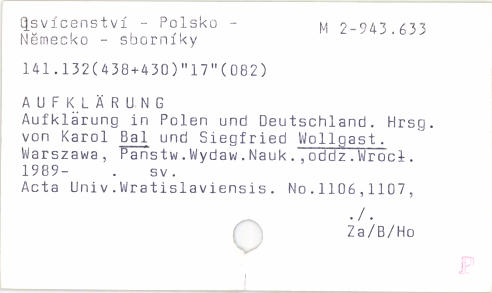 Osvícenství - Polsko -
Německo - sborníky
M 2-943.633
141.132(438+430)"17"(082)
AUFKLÄRUNG
Aufklärung in Polen und Deutschland. Hrsg.
von Karol Bal und Siegfried Wollgast.
Warszawa, Państw.Wydaw.Nauk.,oddz.Wrocł.
1989- . sv.
Acta Univ.Wratislaviensis. No.1106,1107,
./.
Za/B/Ho
P